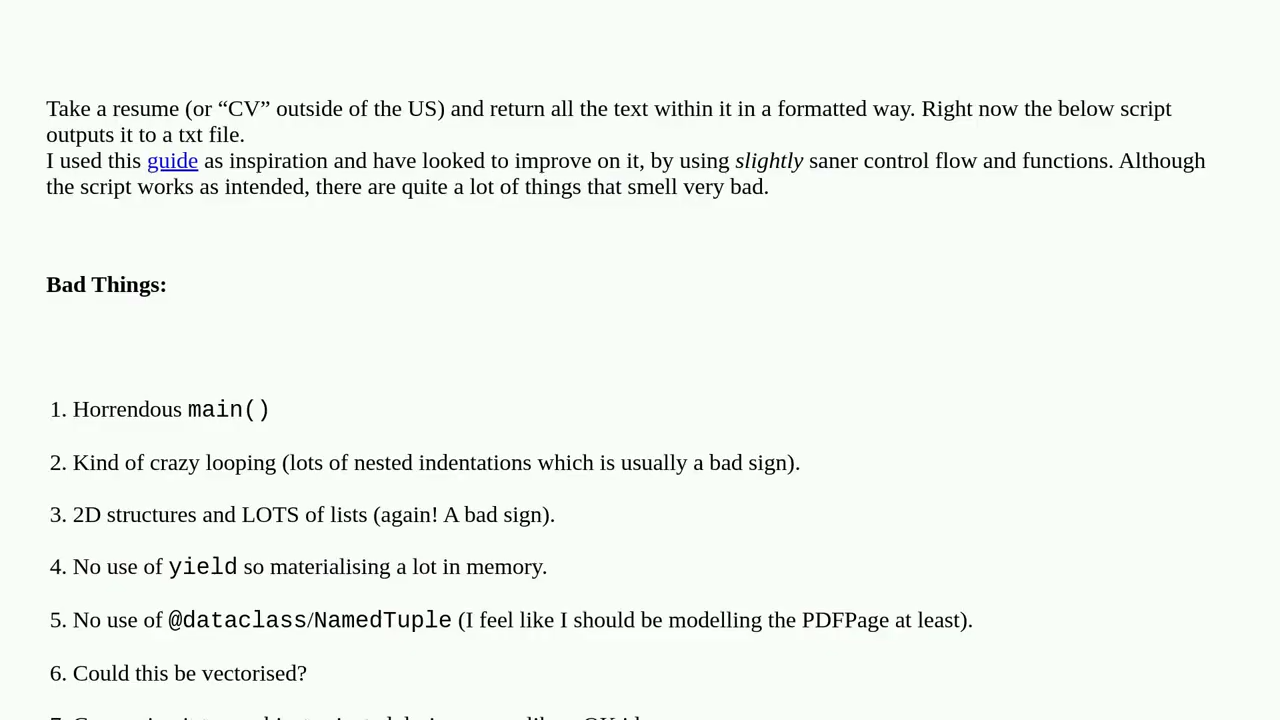 Take a resume (or “CV” outside of the US) and return all the text within it in a formatted way. Right now the below script
outputs it to a txt file.
I used this guide as inspiration and have looked to improve on it, by using slightly saner control flow and functions. Although
the script works as intended, there are quite a lot of things that smell very bad.
Bad Things:
1. Horrendous main()
2. Kind of crazy looping (lots of nested indentations which is usually a bad sign).
3. 2D structures and LOTS of lists (again! A bad sign).
4. No use of yield so materialising a lot in memory.
5. No use of @dataclass/NamedTuple (I feel like I should be modelling the PDFPage at least).
6. Could this be vectorised?